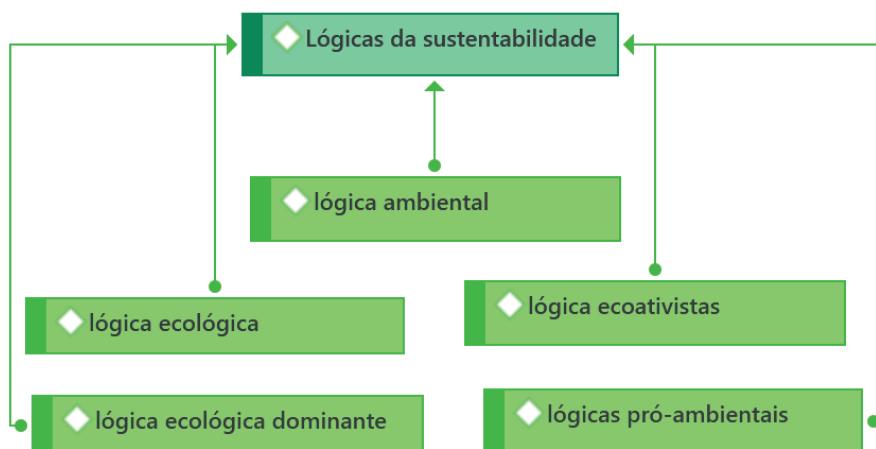 Lógicas da sustentabilidade
lógica ambiental
lógica ecológica
lógica ecoativistas
lógica ecológica dominante
lógicas pró-ambientais